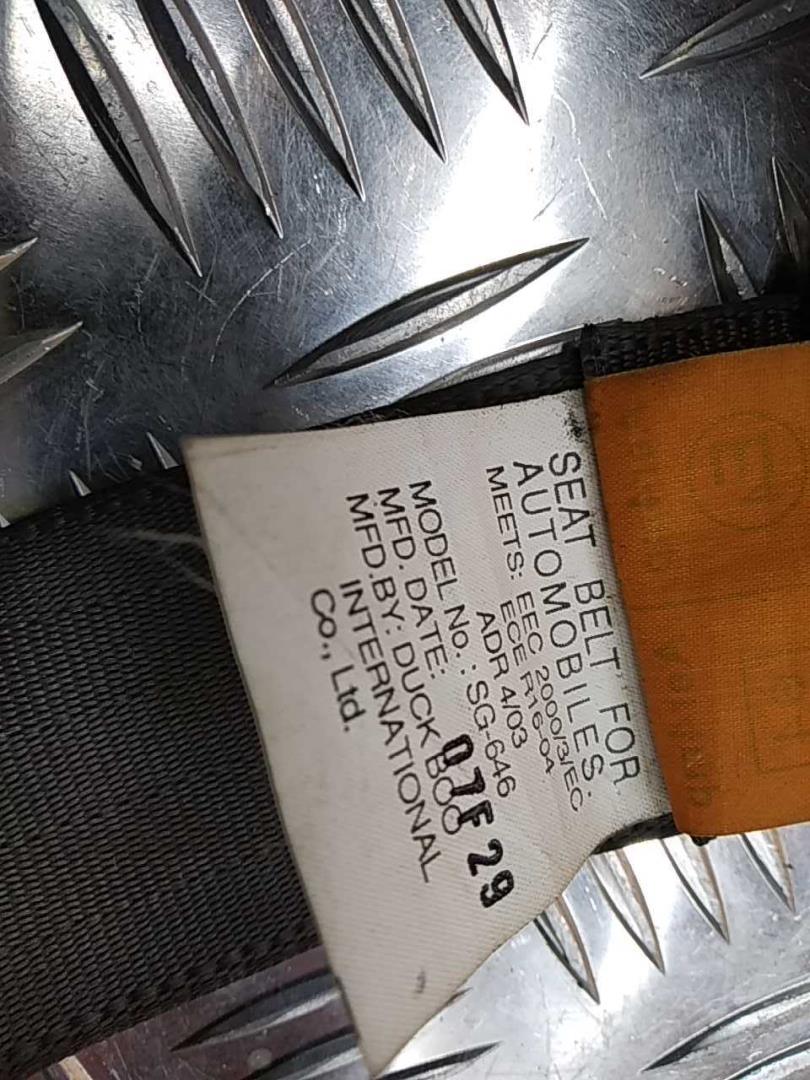 SEAT BELT FOR
AUTOMOBILES.
MEETS: EEC 2000/3/EC
ECE R16-04
ADR 4/03
MODEL No. : SG-646
MFD. DATE: 07F29
MFD.BY: DUCK BOO
INTERNATIONAL
Co., Ltd.
E4